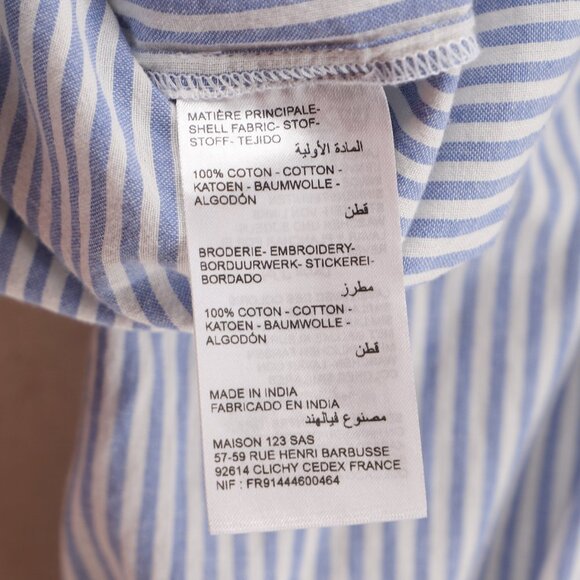 MATIÈRE PRINCIPALE-
SHELL FABRIC- STOF-
STOFF- TEJIDO
المادة الأولية
100% COTON - COTTON -
KATOEN - BAUMWOLLE -
ALGODÓN
قطن
BRODERIE- EMBROIDERY-
BORDUURWERK- STICKEREI-
BORDADO
مطرز
100% COTON - COTTON -
KATOEN - BAUMWOLLE -
ALGODÓN
قطن
MADE IN INDIA
FABRICADO EN INDIA
مصنوع فيالهند
MAISON 123 SAS
57-59 RUE HENRI BARBUSSE
92614 CLICHY CEDEX FRANCE
NIF : FR91444600464